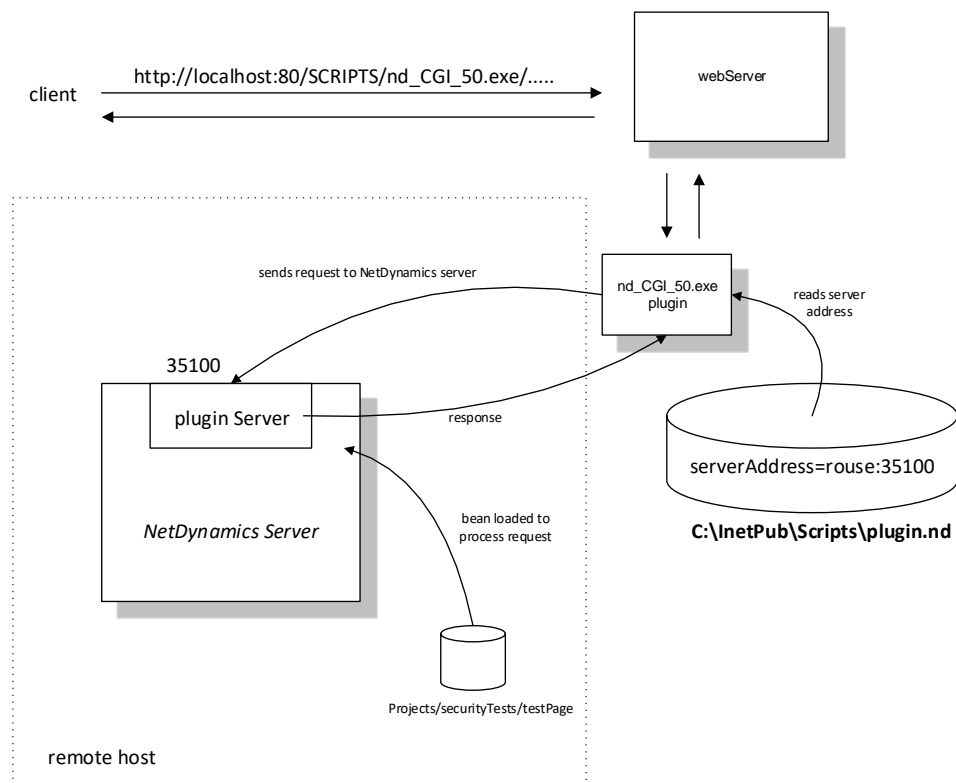 http://localhost:80/SCRIPTS/nd_CGI_50.exe/.....
client
webServer
sends request to NetDynamics server
nd_CGI_50.exe
plugin
reads server
address
35100
plugin Server
response
serverAddress=rouse:35100
NetDynamics Server
bean loaded to
process request
C:\InetPub\Scripts\plugin.nd
Projects/securityTests/testPage
remote host